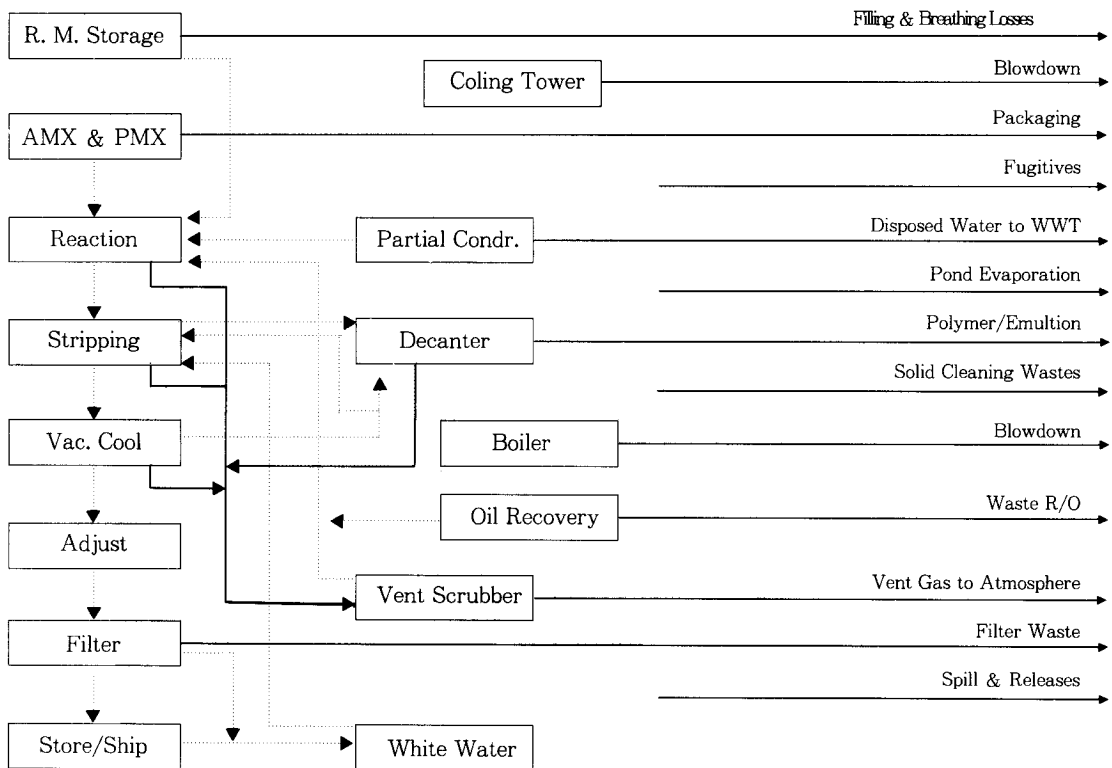 R. M. Storage
Filling & Breathing Losses
Coling Tower
Blowdown
AMX & PMX
Packaging
Fugitives
Reaction
Partial Condr.
Disposed Water to WWT
Pond Evaporation
Stripping
Decanter
Polymer/Emultion
Solid Cleaning Wastes
Vac. Cool
Boiler
Blowdown
Oil Recovery
Waste R/O
Adjust
Vent Scrubber
Vent Gas to Atmosphere
Filter
Filter Waste
Spill & Releases
Store/Ship
White Water